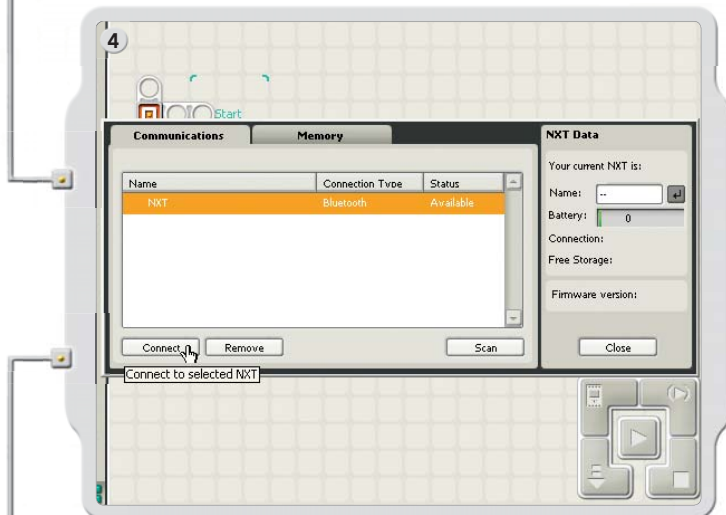 4
Start
Communications
Memory
Name Connection Type Status
NXT Bluetooth Available
Connect Remove Scan
Connect to selected NXT
NXT Data
Your current NXT is:
Name: --
Battery: 0
Connection:
Free Storage:
Firmware version:
Close